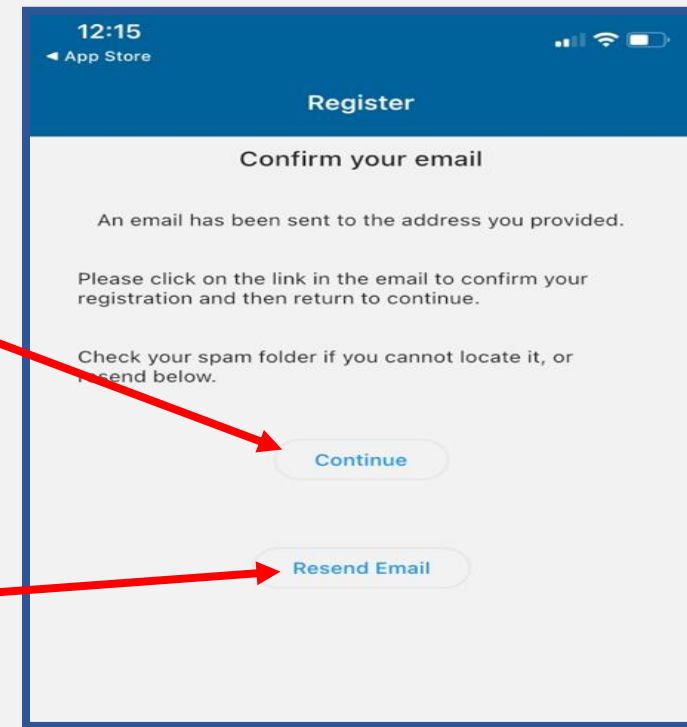 12:15
◄ App Store
Register
Confirm your email
An email has been sent to the address you provided.
Please click on the link in the email to confirm your
registration and then return to continue.
Check your spam folder if you cannot locate it, or
resend below.
Continue
Resend Email